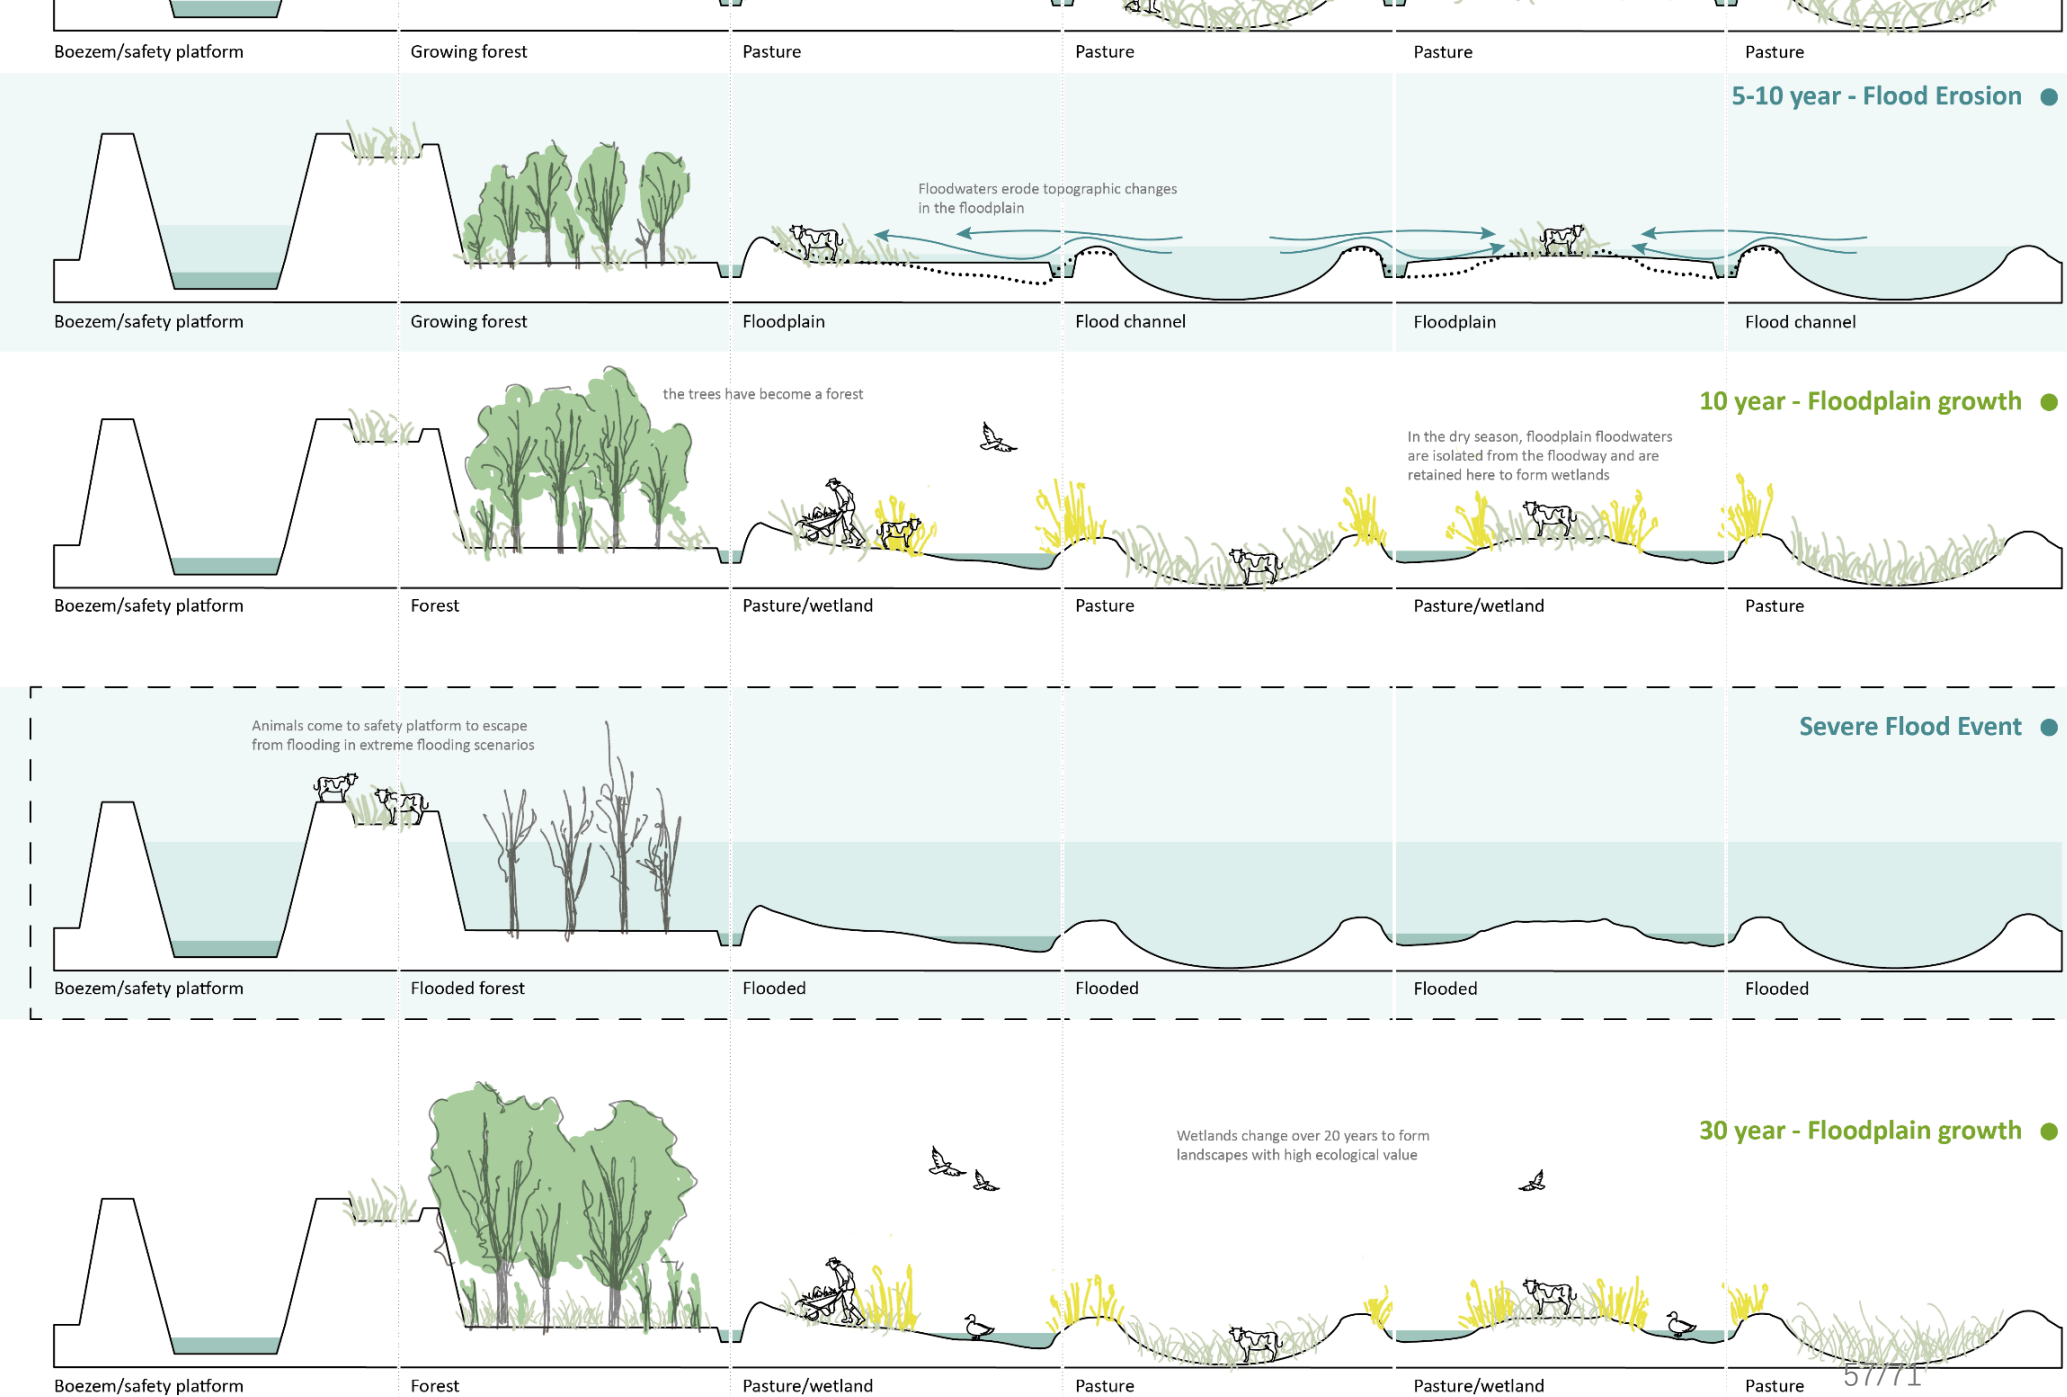 Boezem/safety platform
Growing forest
Pasture
Pasture
Pasture
Pasture
5-10 year - Flood Erosion
Floodwaters erode topographic changes
in the floodplain
Boezem/safety platform
Growing forest
Floodplain
Flood channel
Floodplain
Flood channel
the trees have become a forest
10 year - Floodplain growth
In the dry season, floodplain floodwaters
are isolated from the floodway and are
retained here to form wetlands
Boezem/safety platform
Forest
Pasture/wetland
Pasture
Pasture/wetland
Pasture
Animals come to safety platform to escape
from flooding in extreme flooding scenarios
Severe Flood Event
Boezem/safety platform
Flooded forest
Flooded
Flooded
Flooded
Flooded
Wetlands change over 20 years to form
landscapes with high ecological value
30 year - Floodplain growth
Boezem/safety platform
Forest
Pasture/wetland
Pasture
Pasture/wetland
Pasture
57/71